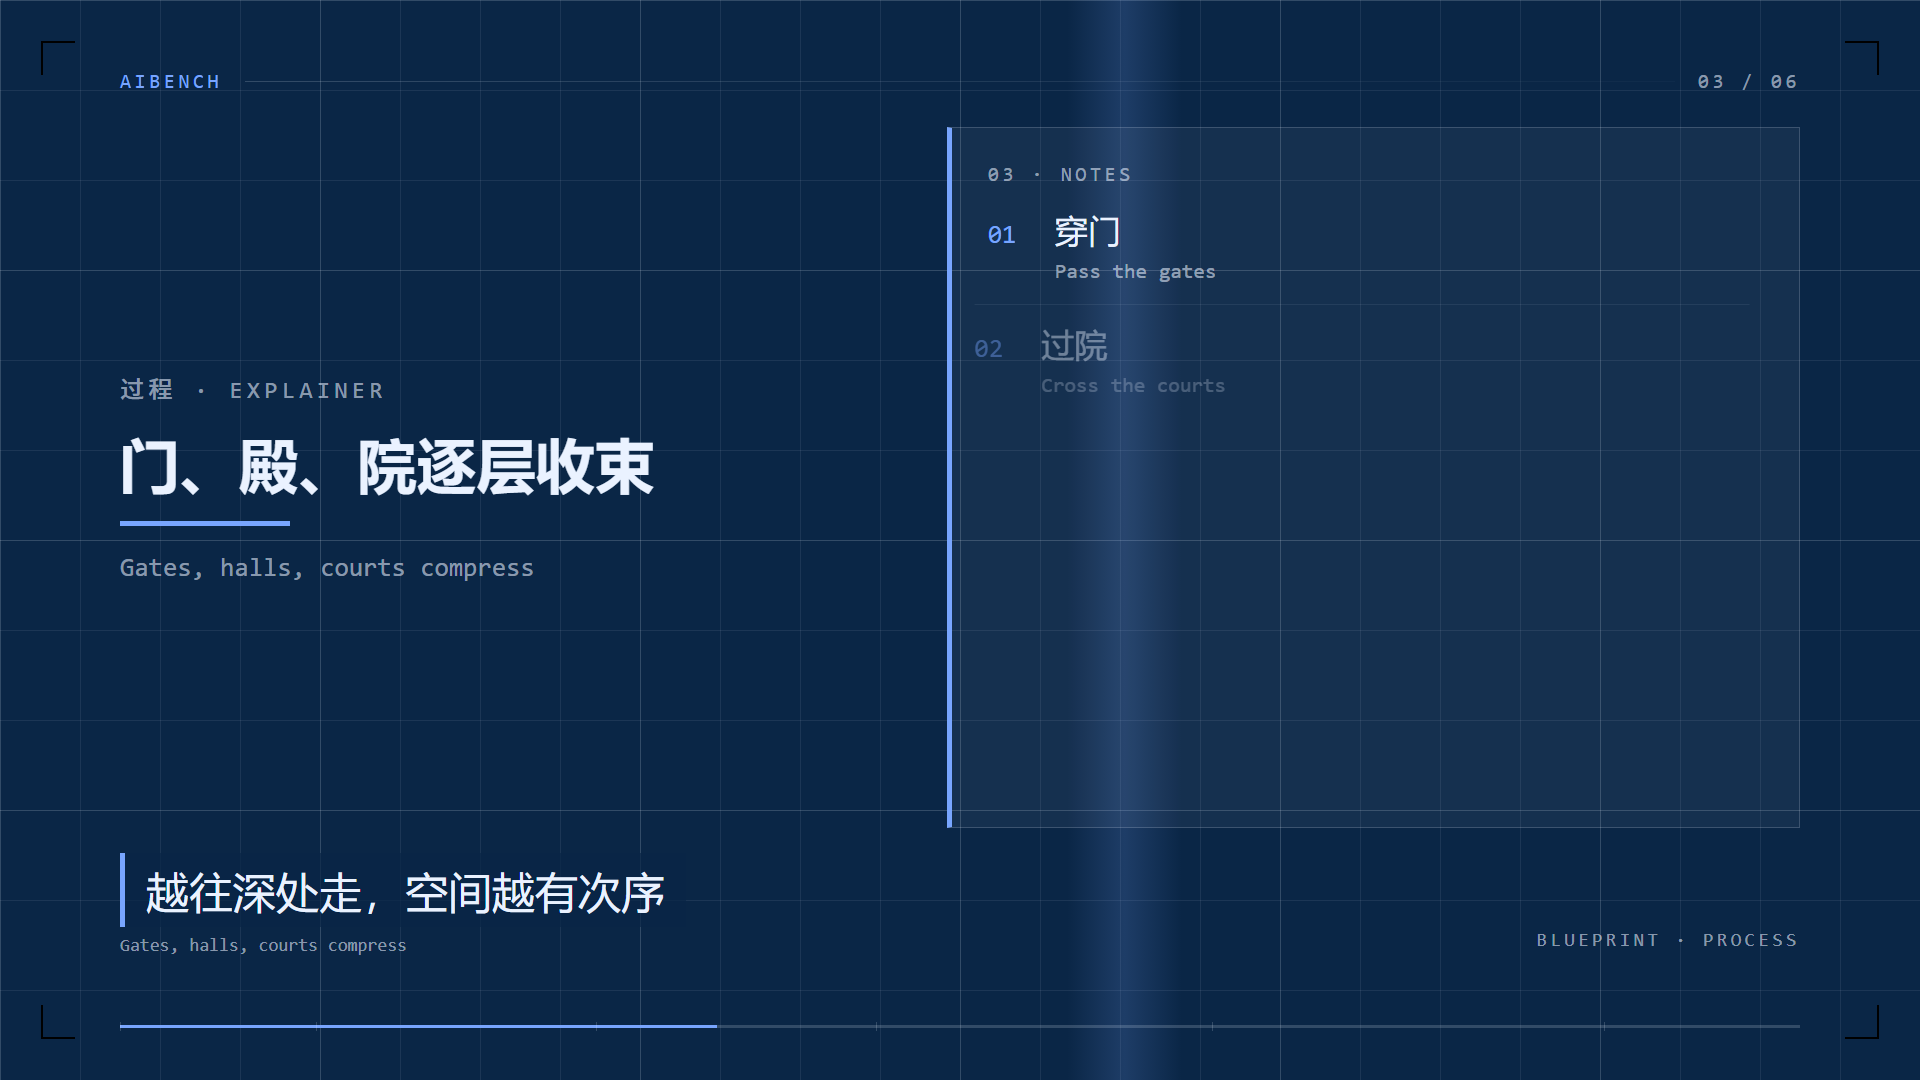 AIBENCH
03 / 06
过程 · EXPLAINER
门、殿、院逐层收束
Gates, halls, courts compress
03 · NOTES
01 穿门
Pass the gates
02 过院
Cross the courts
越往深处走，空间越有次序
Gates, halls, courts compress
BLUEPRINT · PROCESS